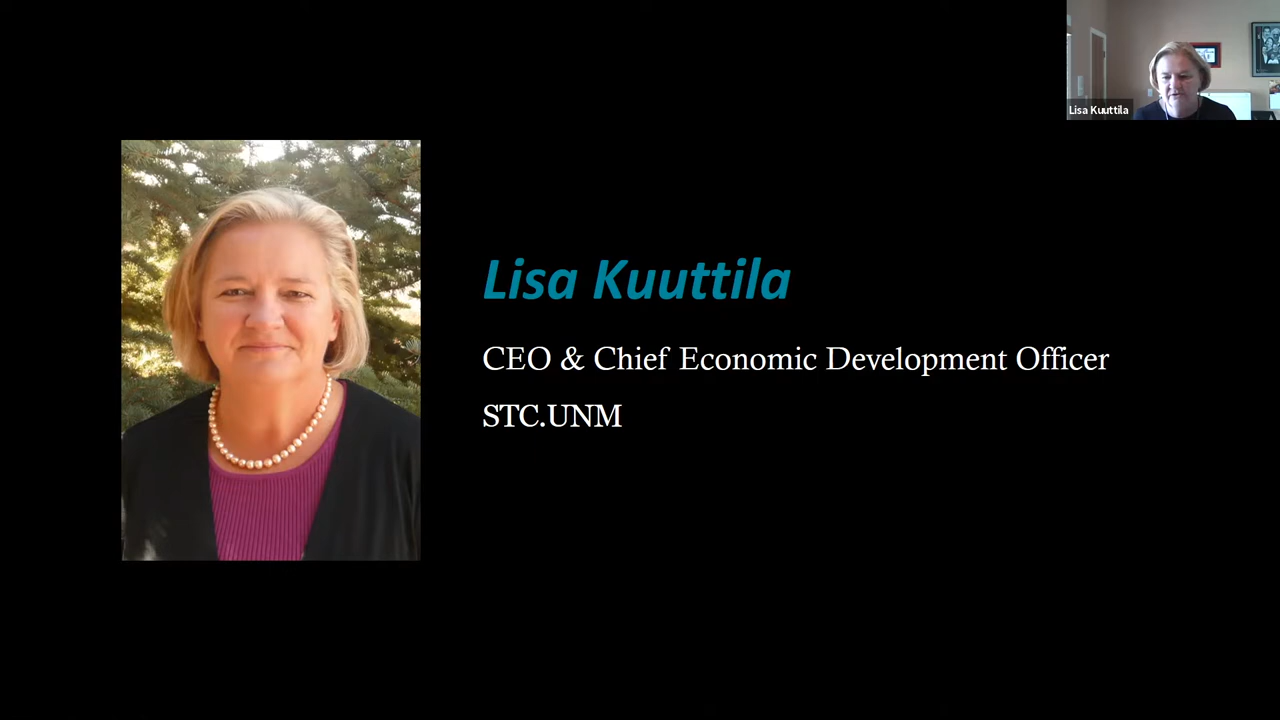 Lisa Kuuttila
Lisa Kuuttila
CEO & Chief Economic Development Officer
STC.UNM